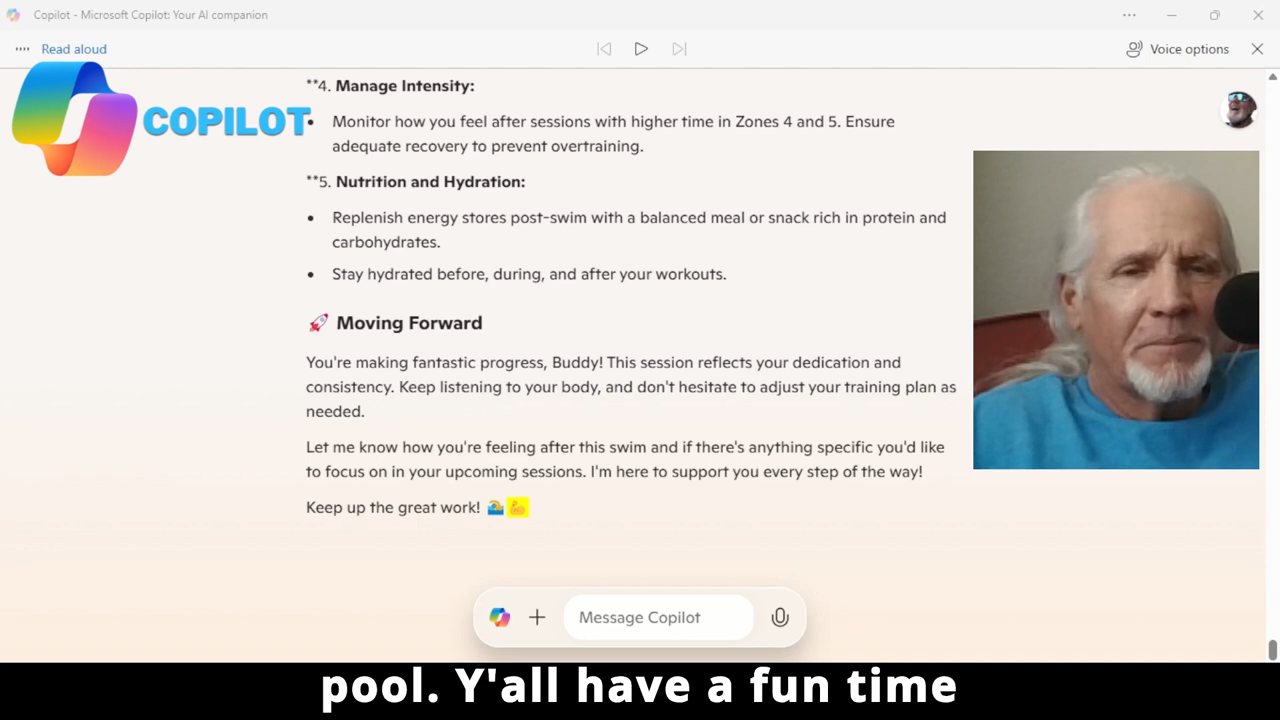 Copilot - Microsoft Copilot: Your AI companion
Read aloud
Voice options
COPILOT
**4. Manage Intensity:
• Monitor how you feel after sessions with higher time in Zones 4 and 5. Ensure
adequate recovery to prevent overtraining.
**5. Nutrition and Hydration:
• Replenish energy stores post-swim with a balanced meal or snack rich in protein and
carbohydrates.
• Stay hydrated before, during, and after your workouts.
🚀 Moving Forward
You're making fantastic progress, Buddy! This session reflects your dedication and
consistency. Keep listening to your body, and don't hesitate to adjust your training plan as
needed.
Let me know how you're feeling after this swim and if there's anything specific you'd like
to focus on in your upcoming sessions. I'm here to support you every step of the way!
Keep up the great work! 🏊💪
Message Copilot
pool. Y'all have a fun time